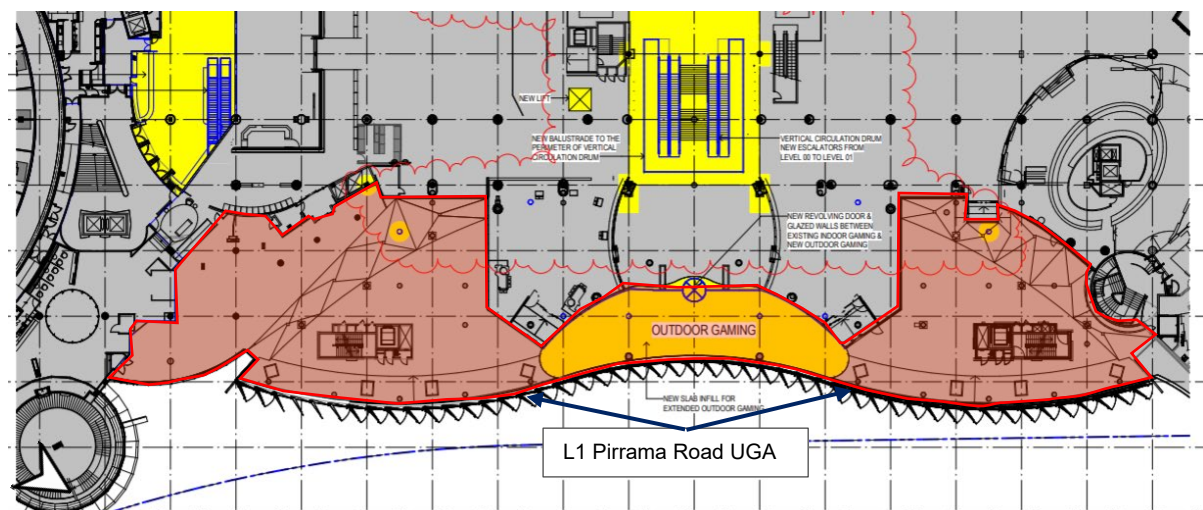 NEW LIFT
NEW BALUSTRADE TO THE
PERIMETER OF VERTICAL
CIRCULATION DRUM
VERTICAL CIRCULATION DRUM
NEW ESCALATORS FROM
LEVEL 00 TO LEVEL 01
NEW REVOLVING DOOR &
GLAZED WALLS BETWEEN
EXISTING INDOOR GAMING &
NEW OUTDOOR GAMING
OUTDOOR GAMING
NEW SLAB INFILL FOR
EXTENDED OUTDOOR GAMING
L1 Pirrama Road UGA